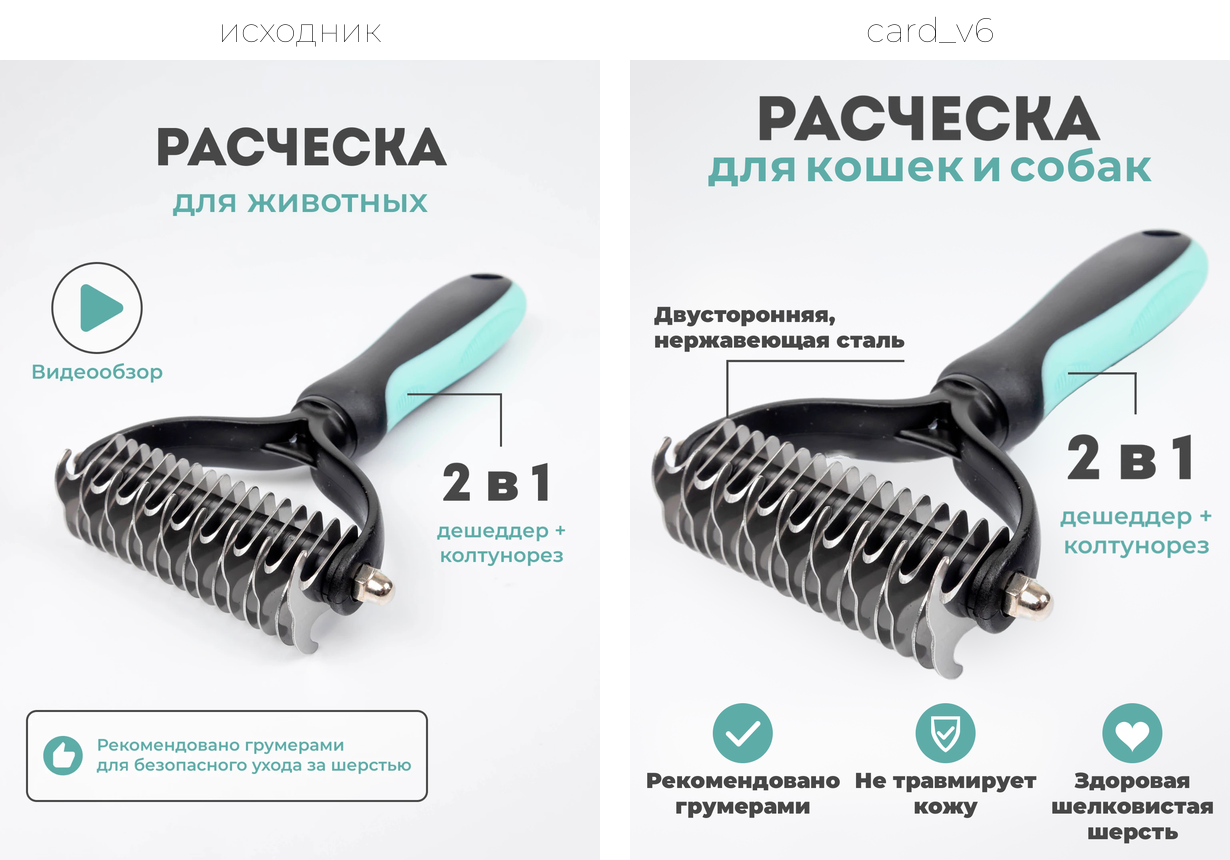 исходник
РАСЧЕСКА
для животных
Видеообзор
2 в 1
дешеддер +
колтунорез
Рекомендовано грумерами
для безопасного ухода за шерстью
card_v6
РАСЧЕСКА
для кошек и собак
Двусторонняя,
нержавеющая сталь
2 в 1
дешеддер +
колтунорез
Рекомендовано
грумерами
Не травмирует
кожу
Здоровая
шелковистая
шерсть